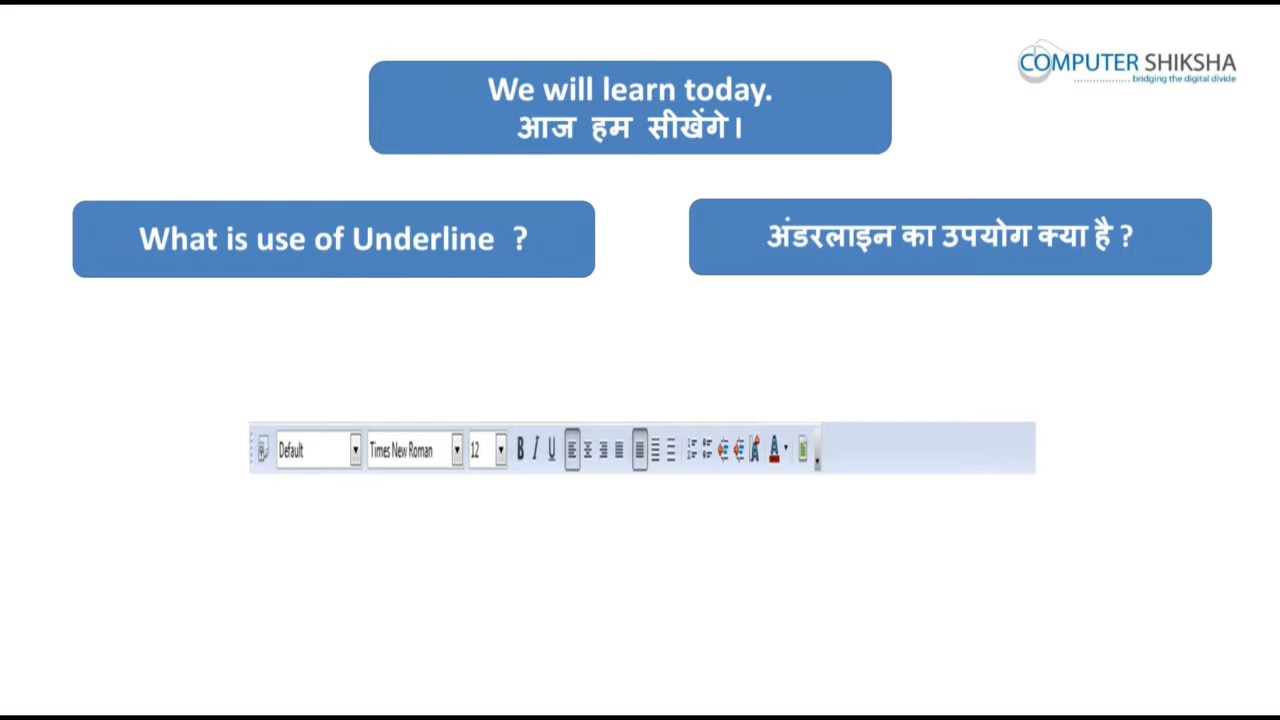 COMPUTER SHIKSHA
bridging the digital divide
We will learn today.
आज हम सीखेंगे।
What is use of Underline ?
अंडरलाइन का उपयोग क्या है ?
Default Times New Roman 12 B I U